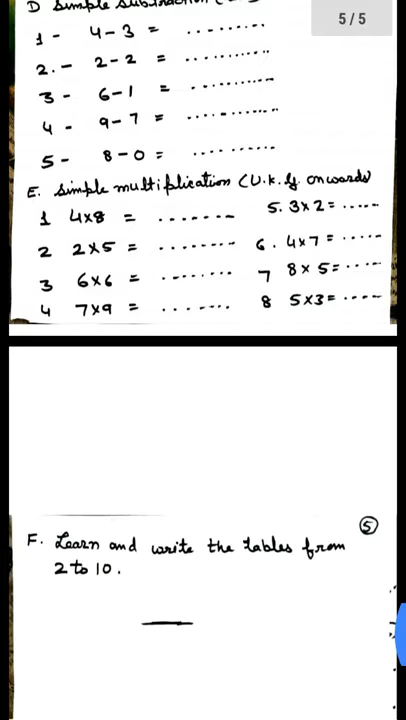 D Simple Subtraction
1 - 4 - 3 = ........
2. - 2 - 2 = ............
3 - 6 - 1 = ............
4 - 9 - 7 = ............
5 - 8 - 0 = ..........
E. Simple multiplication (U.k.g. onwards)
1 4x8 = .......
2 2x5 = ........
3 6x6 = ........
4 7x9 = .......
5. 3x2= .....
6. 4x7= .....
7 8x5= .....
8 5x3= ....
5
F. Learn and write the tables from
2 to 10.
5 / 5